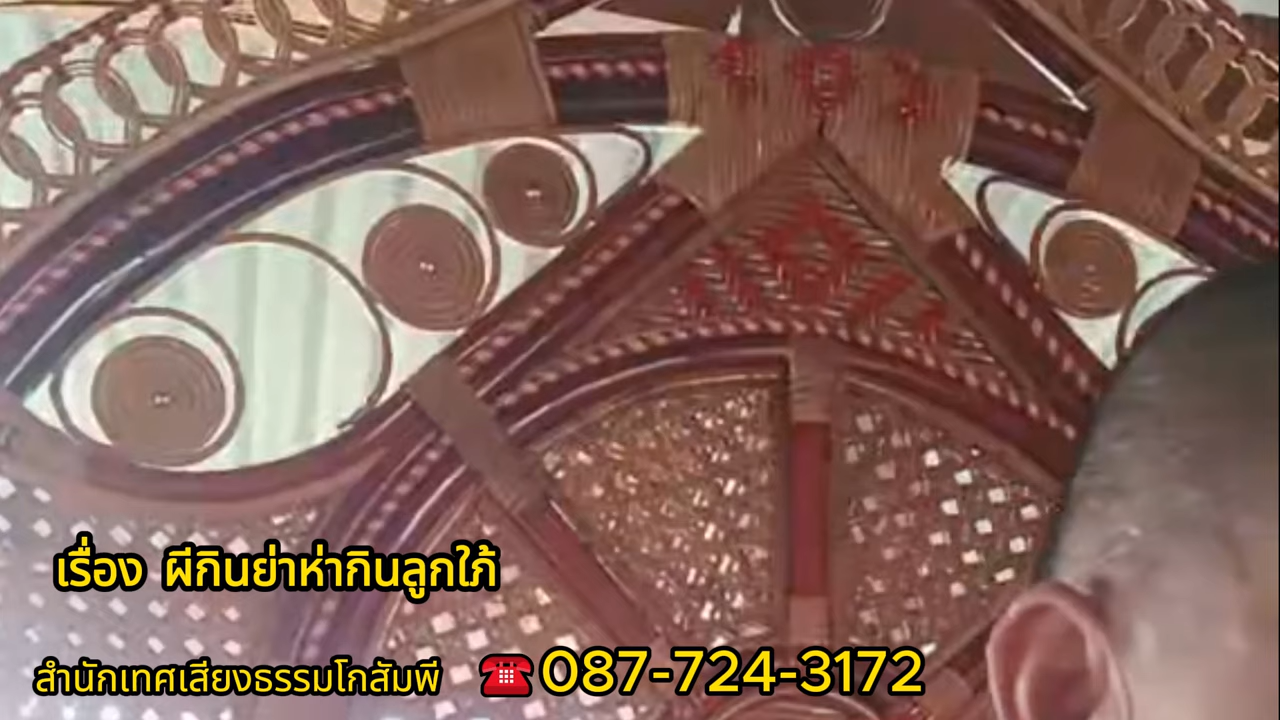 เรื่อง ผีกินย่าห่ากินลูกใภ้
สำนักเทศเสียงธรรมโกสัมพี ☎️087-724-3172